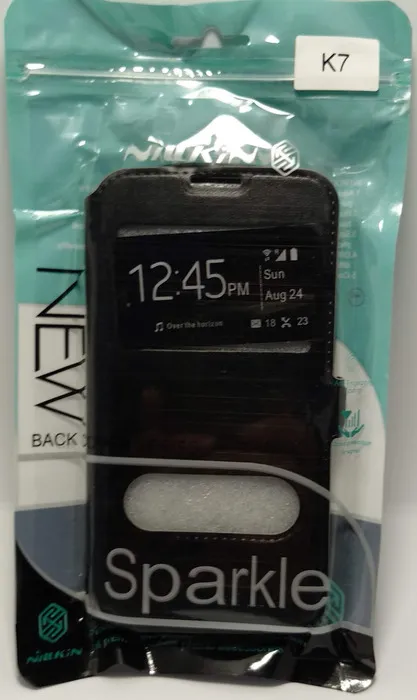 K7
NILLKIN
12:45PM
Sun
Aug 24
Over the horizon
18
23
NEW
BACK
Sparkle
NILLKIN